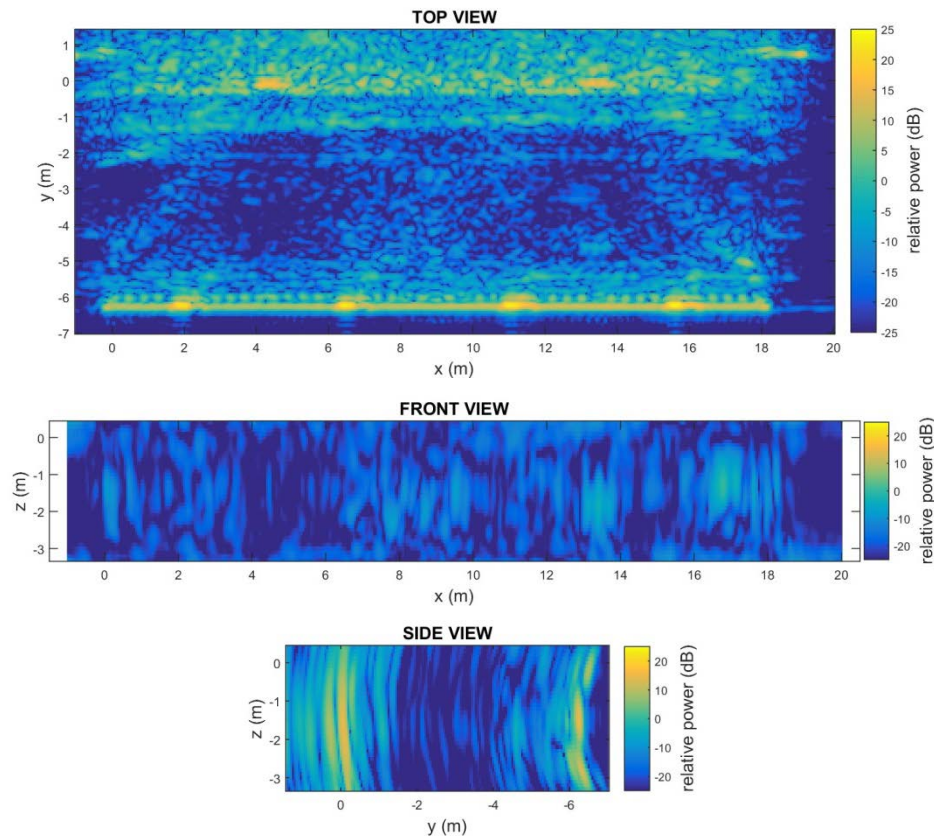 TOP VIEW
1
0
-1
-2
-3
-4
-5
-6
-7
y (m)
0 2 4 6 8 10 12 14 16 18 20
x (m)
25
20
15
10
5
0
-5
-10
-15
-20
-25
relative power (dB)
FRONT VIEW
0
-1
-2
-3
z (m)
0 2 4 6 8 10 12 14 16 18 20
x (m)
20
10
0
-10
-20
relative power (dB)
SIDE VIEW
0
-1
-2
-3
z (m)
0 -2 -4 -6
y (m)
20
10
0
-10
-20
relative power (dB)